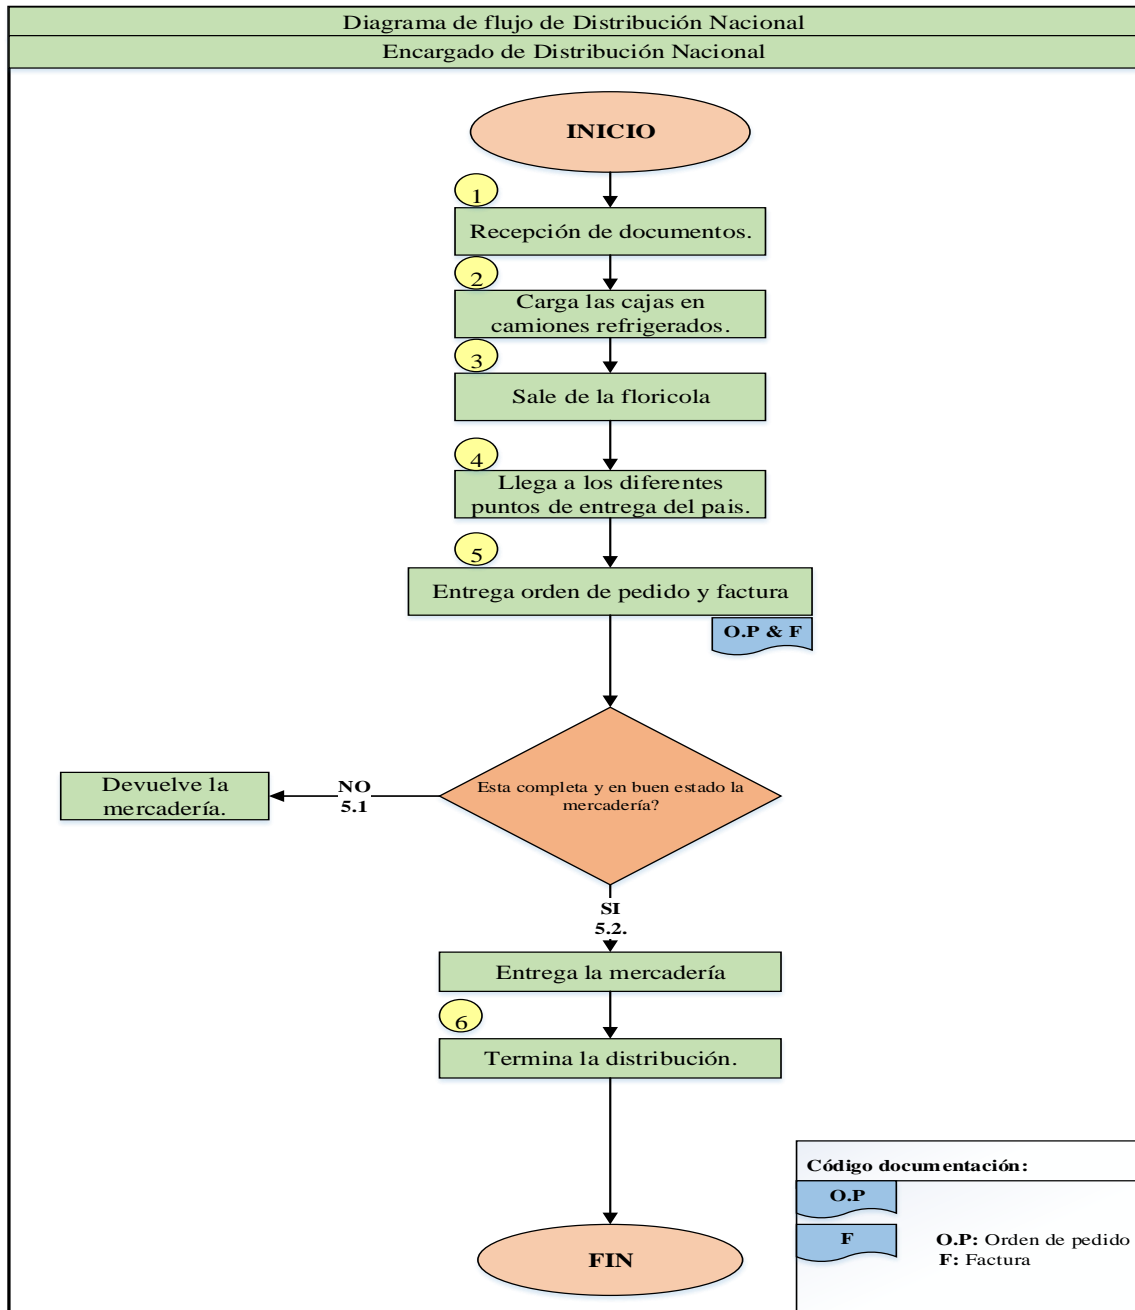 Diagrama de flujo de Distribución Nacional
Encargado de Distribución Nacional
INICIO
1
Recepción de documentos.
2
Carga las cajas en
camiones refrigerados.
3
Sale de la floricola
4
Llega a los diferentes
puntos de entrega del pais.
5
Entrega orden de pedido y factura
O.P & F
Esta completa y en buen estado la
mercadería?
NO
5.1
Devuelve la
mercadería.
SI
5.2.
Entrega la mercadería
6
Termina la distribución.
FIN
Código documentación:
O.P
F
O.P: Orden de pedido
F: Factura